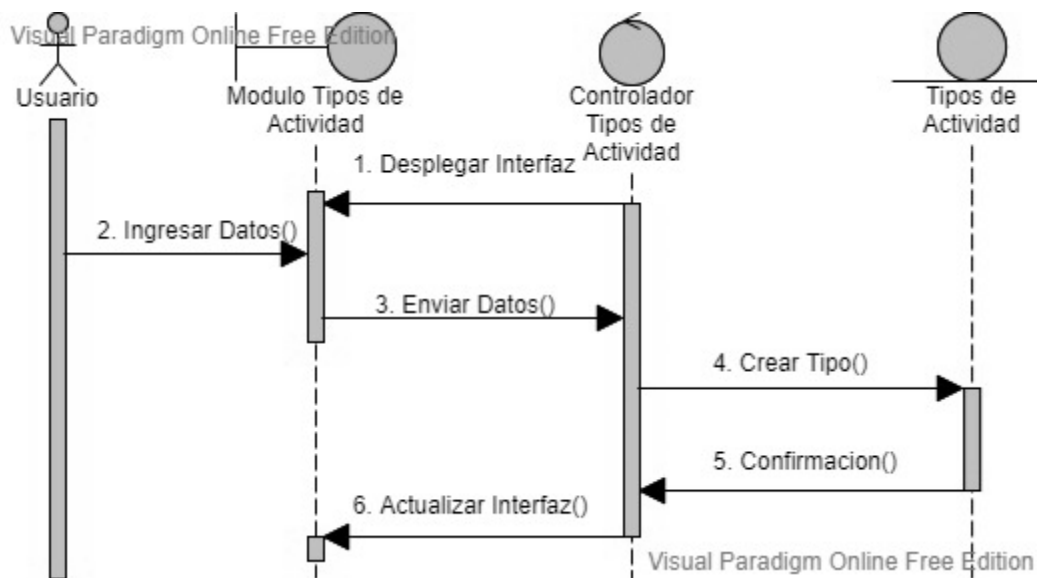 Visual Paradigm Online Free Edition
Usuario
Modulo Tipos de
Actividad
Controlador
Tipos de
Actividad
Tipos de
Actividad
1. Desplegar Interfaz
2. Ingresar Datos()
3. Enviar Datos()
4. Crear Tipo()
5. Confirmacion()
6. Actualizar Interfaz()
Visual Paradigm Online Free Edition